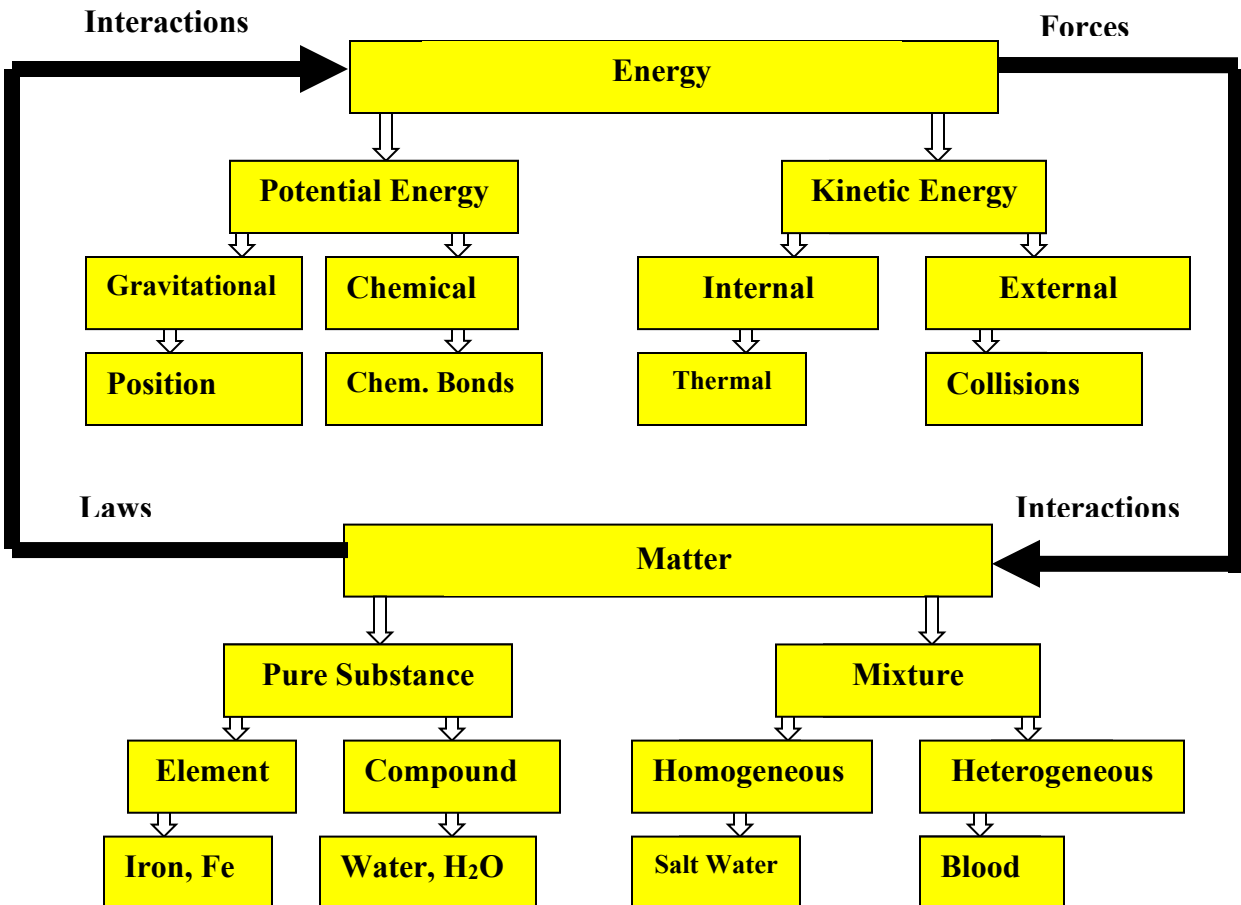 Interactions
Forces
Energy
Potential Energy
Kinetic Energy
Gravitational
Chemical
Internal
External
Position
Chem. Bonds
Thermal
Collisions
Laws
Interactions
Matter
Pure Substance
Mixture
Element
Compound
Homogeneous
Heterogeneous
Iron, Fe
Water, H₂O
Salt Water
Blood